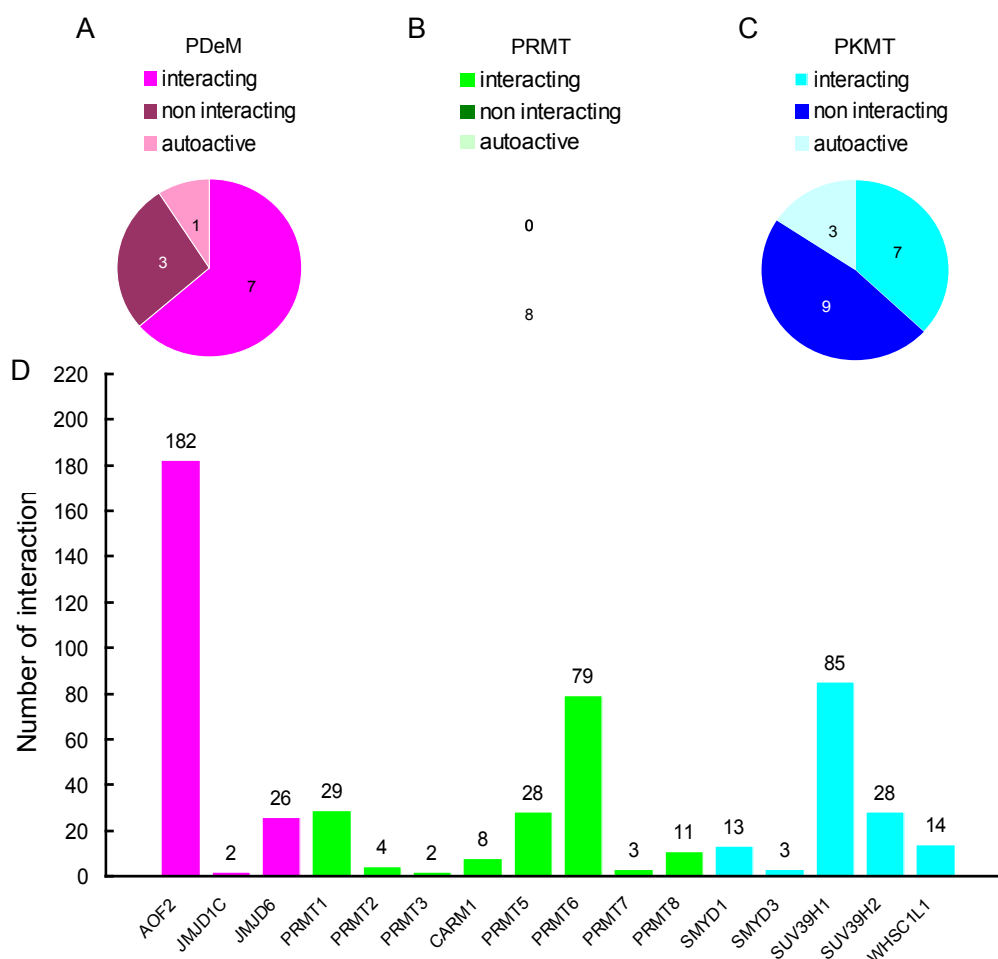 A
PDeM
interacting
non interacting
autoactive
1
3
7
B
PRMT
interacting
non interacting
autoactive
0
8
C
PKMT
interacting
non interacting
autoactive
3
7
9
D
Number of interaction
220
200
180
160
140
120
100
80
60
40
20
0
182
2
26
29
4
2
8
28
79
3
11
13
3
85
28
14
AOF2
JMJD1C
JMJD6
PRMT1
PRMT2
PRMT3
CARM1
PRMT5
PRMT6
PRMT7
PRMT8
SMYD1
SMYD3
SUV39H1
SUV39H2
WHSC1L1